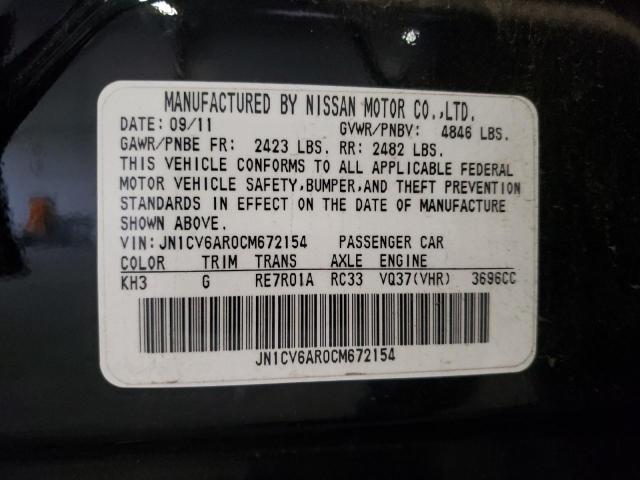 MANUFACTURED BY NISSAN MOTOR CO.,LTD.
DATE: 09/11 GVWR/PNBV: 4846 LBS.
GAWR/PNBE FR: 2423 LBS. RR: 2482 LBS.
THIS VEHICLE CONFORMS TO ALL APPLICABLE FEDERAL
MOTOR VEHICLE SAFETY,BUMPER,AND THEFT PREVENTION
STANDARDS IN EFFECT ON THE DATE OF MANUFACTURE
SHOWN ABOVE.
VIN: JN1CV6AR0CM672154 PASSENGER CAR
COLOR TRIM TRANS AXLE ENGINE
KH3 G RE7R01A RC33 VQ37(VHR) 3696CC
JN1CV6AR0CM672154